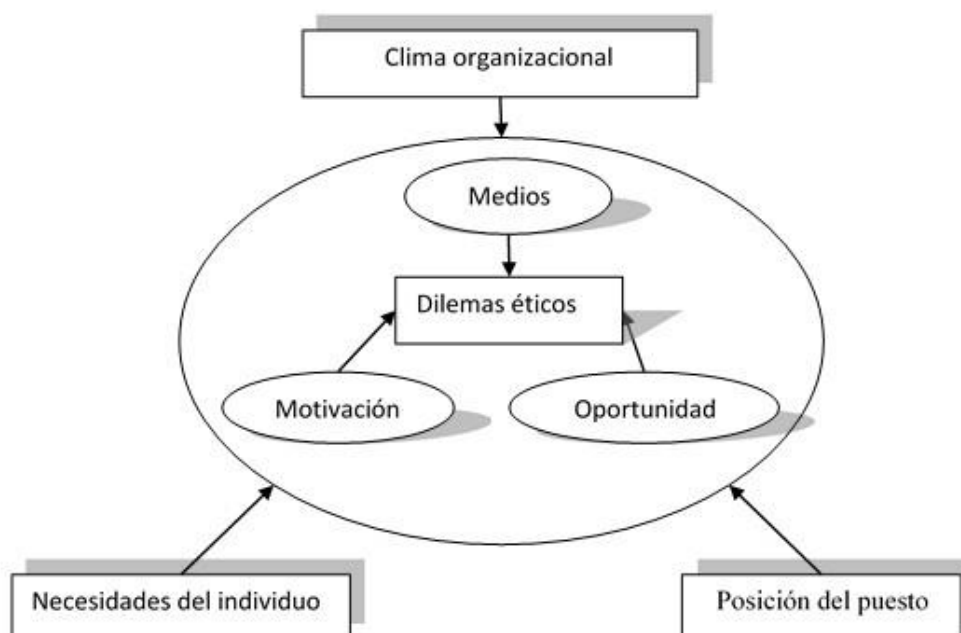 Clima organizacional
Medios
Dilemas éticos
Motivación
Oportunidad
Necesidades del individuo
Posición del puesto